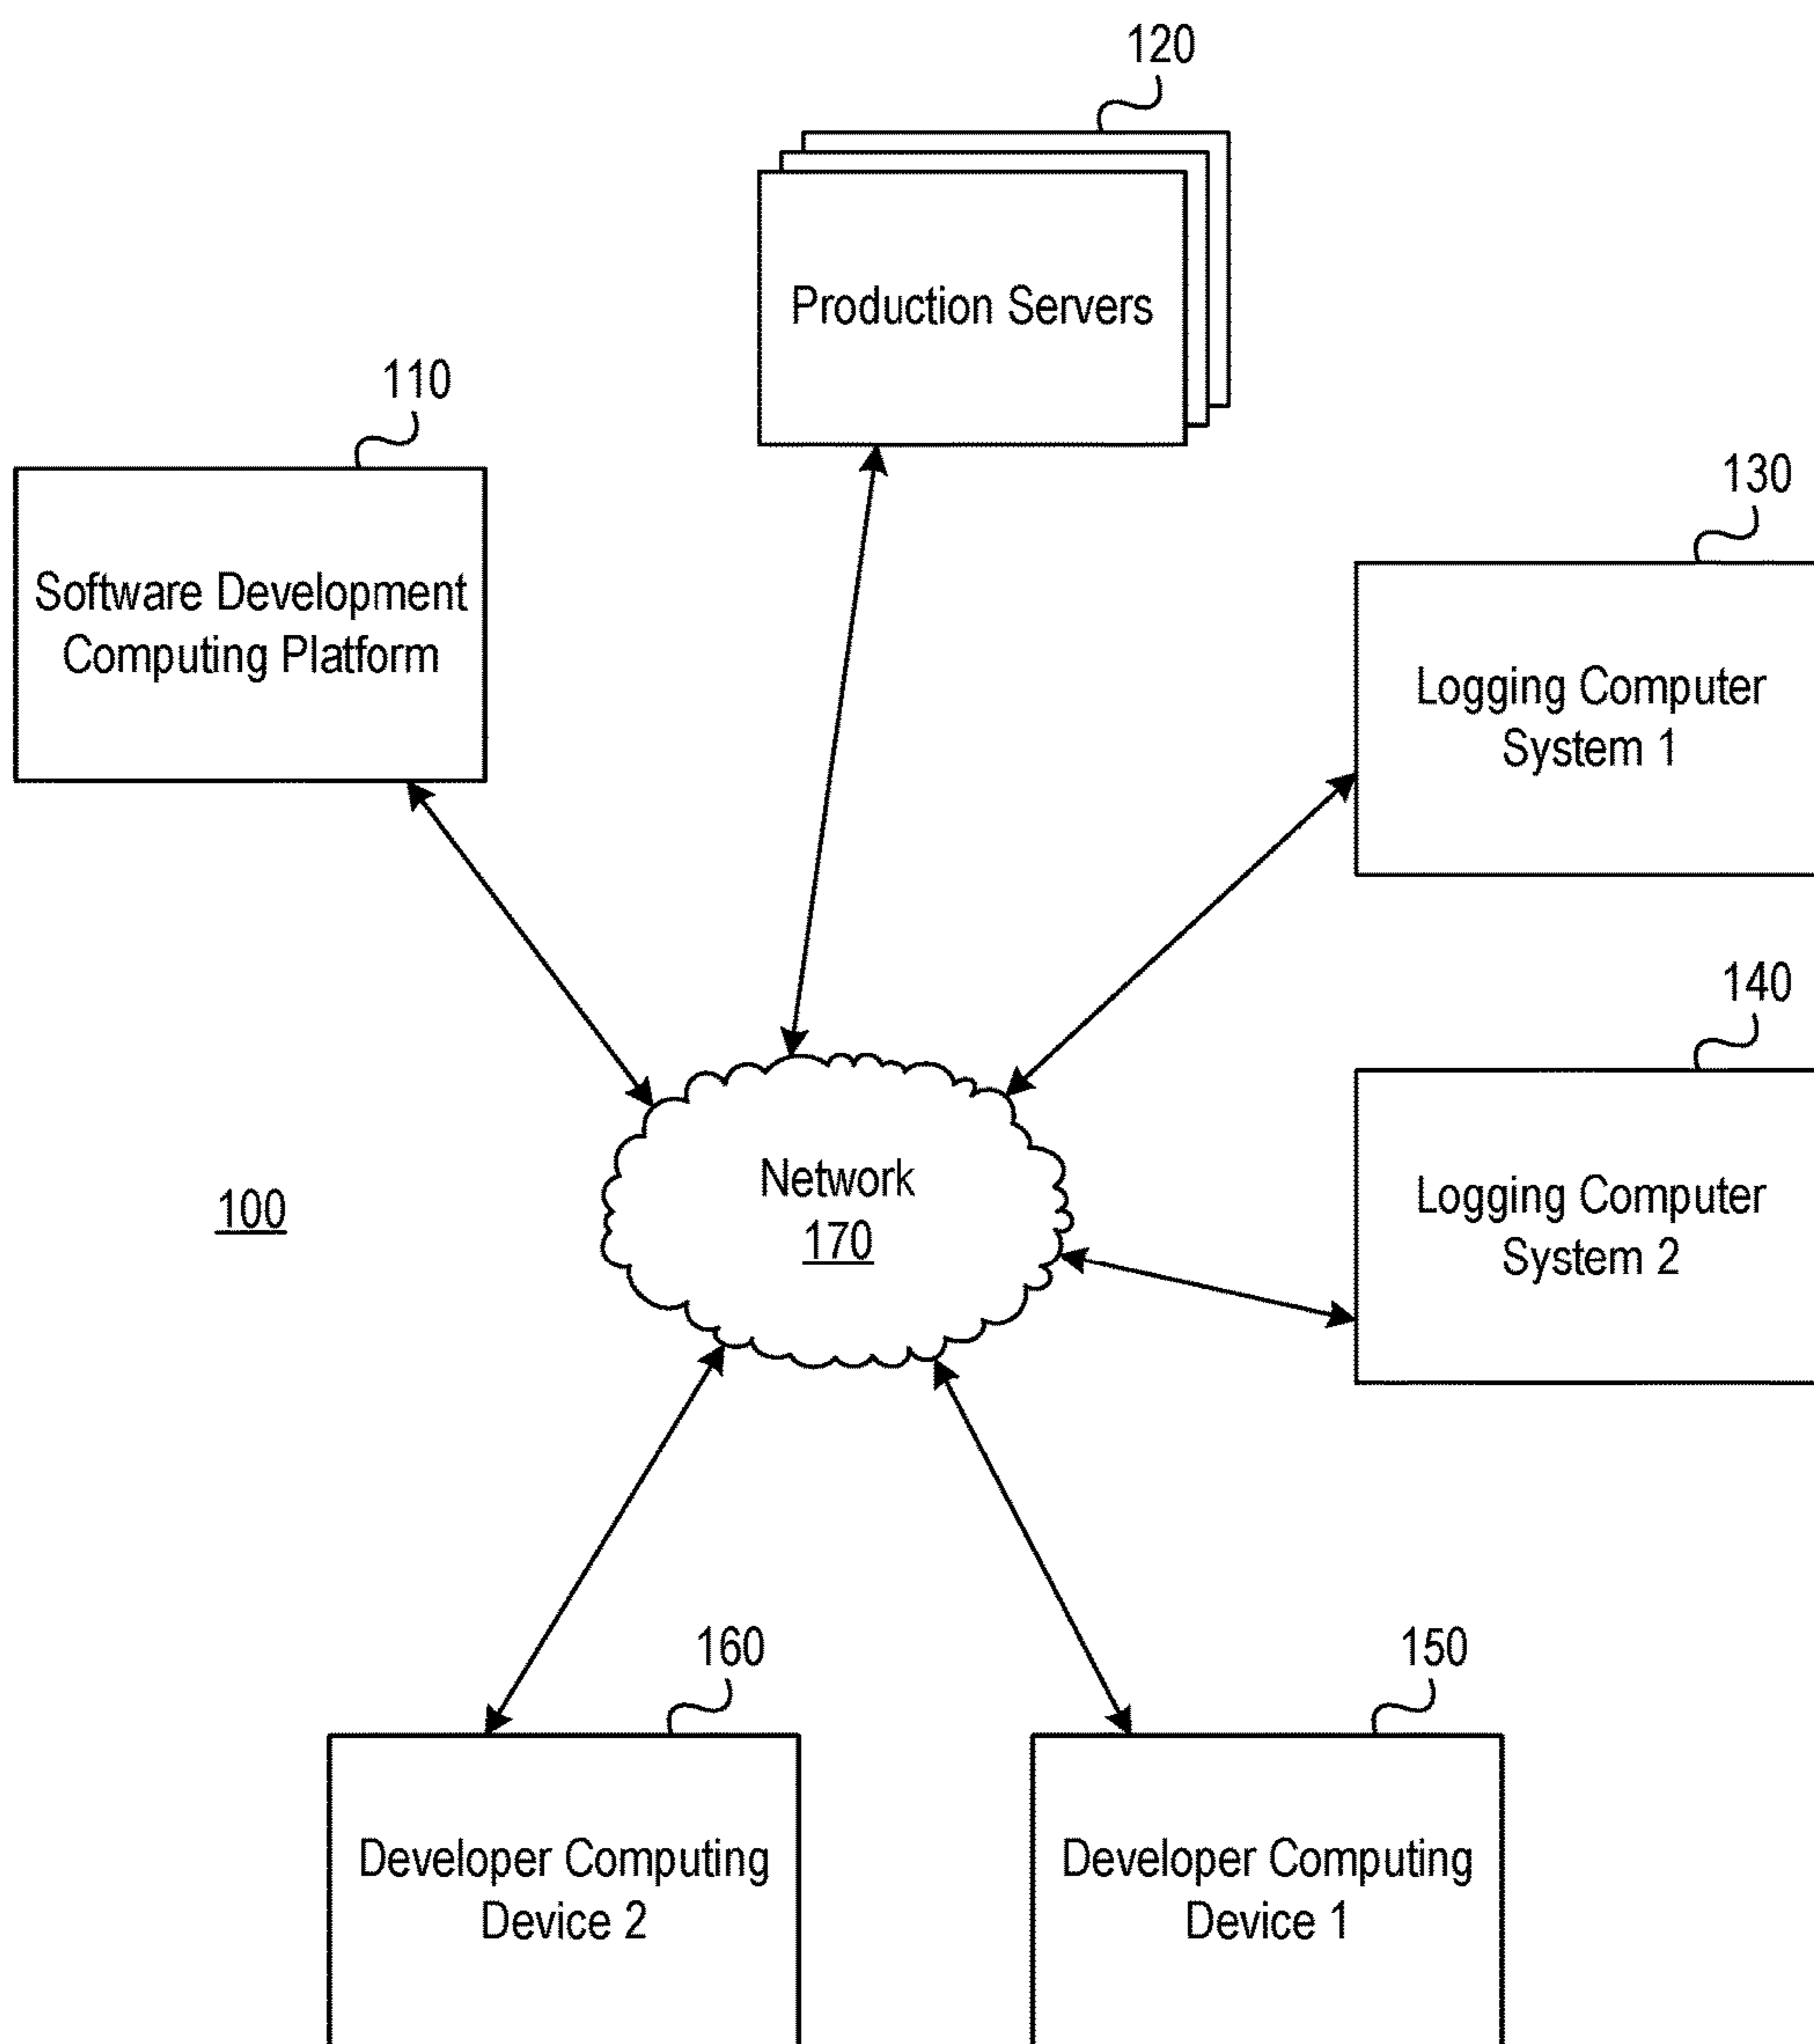 120
Production Servers
110
Software Development
Computing Platform
130
Logging Computer
System 1
140
Logging Computer
System 2
100
Network
170
160
Developer Computing
Device 2
150
Developer Computing
Device 1